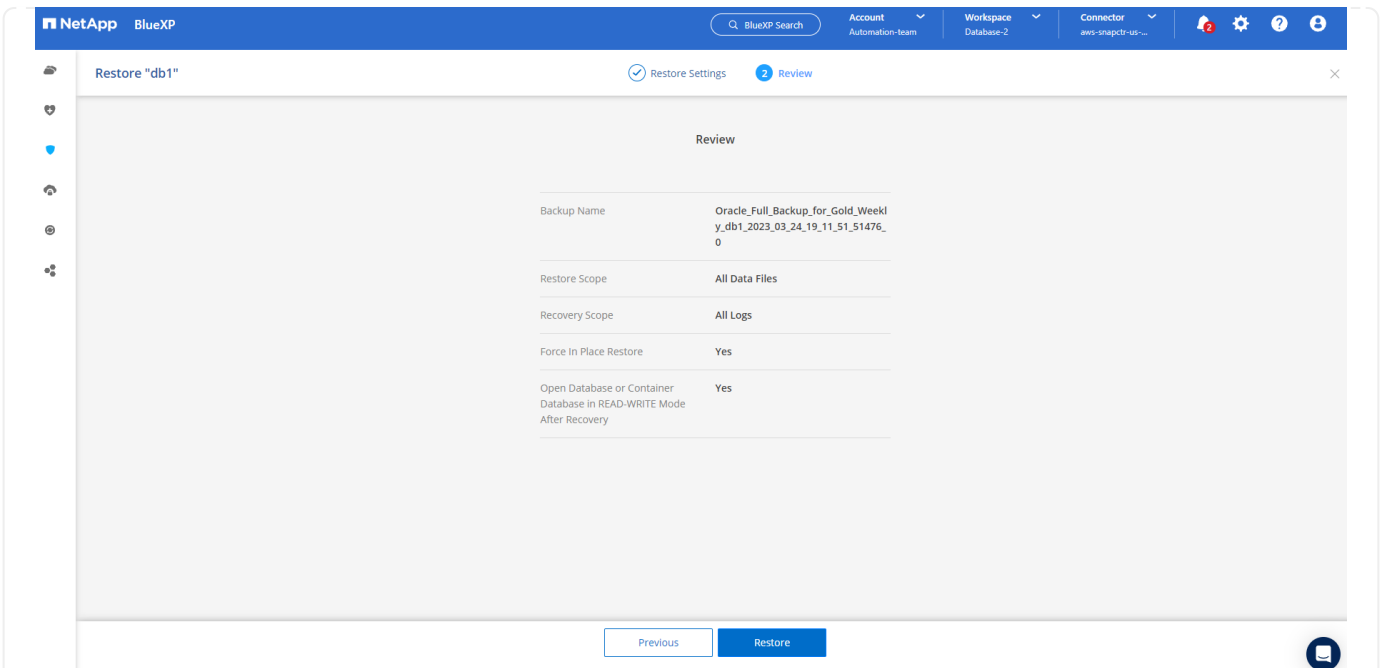 NetApp BlueXP
BlueXP Search
Account
Automation-team
Workspace
Database-2
Connector
aws-snapctr-us-...
2
Restore "db1"
Restore Settings
2 Review
Review
Backup Name
Oracle_Full_Backup_for_Gold_Weekl
y_db1_2023_03_24_19_11_51_51476_
0
Restore Scope
All Data Files
Recovery Scope
All Logs
Force In Place Restore
Yes
Open Database or Container
Database in READ-WRITE Mode
After Recovery
Yes
Previous
Restore